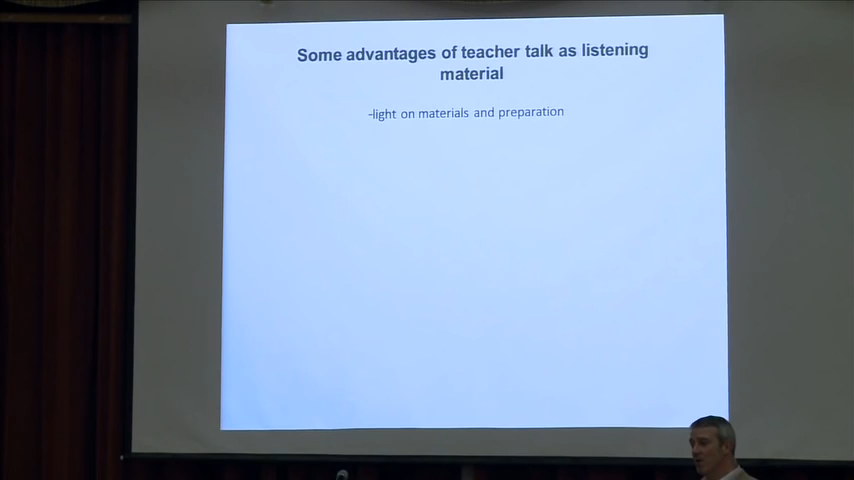 Some advantages of teacher talk as listening
material
-light on materials and preparation